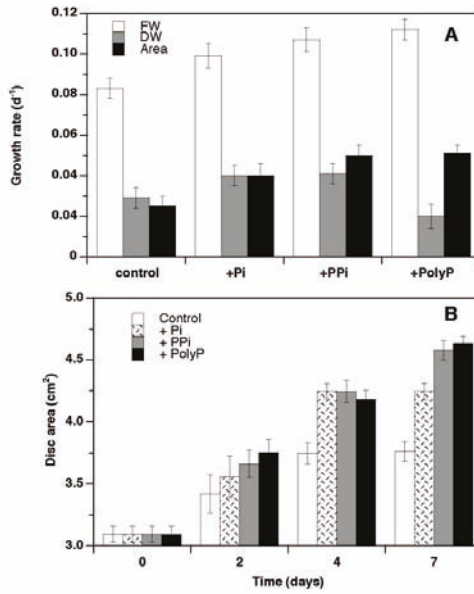 0.12
0.10
0.08
0.06
0.04
0.04
0
Growth rate (d⁻¹)
FW
DW
Area
A
control
+Pi
+PPi
+PolyP
5.0
4.5
4.0
3.5
3.0
Disc area (cm²)
Control
+ Pi
+ PPi
+ PolyP
B
0
2
4
7
Time (days)